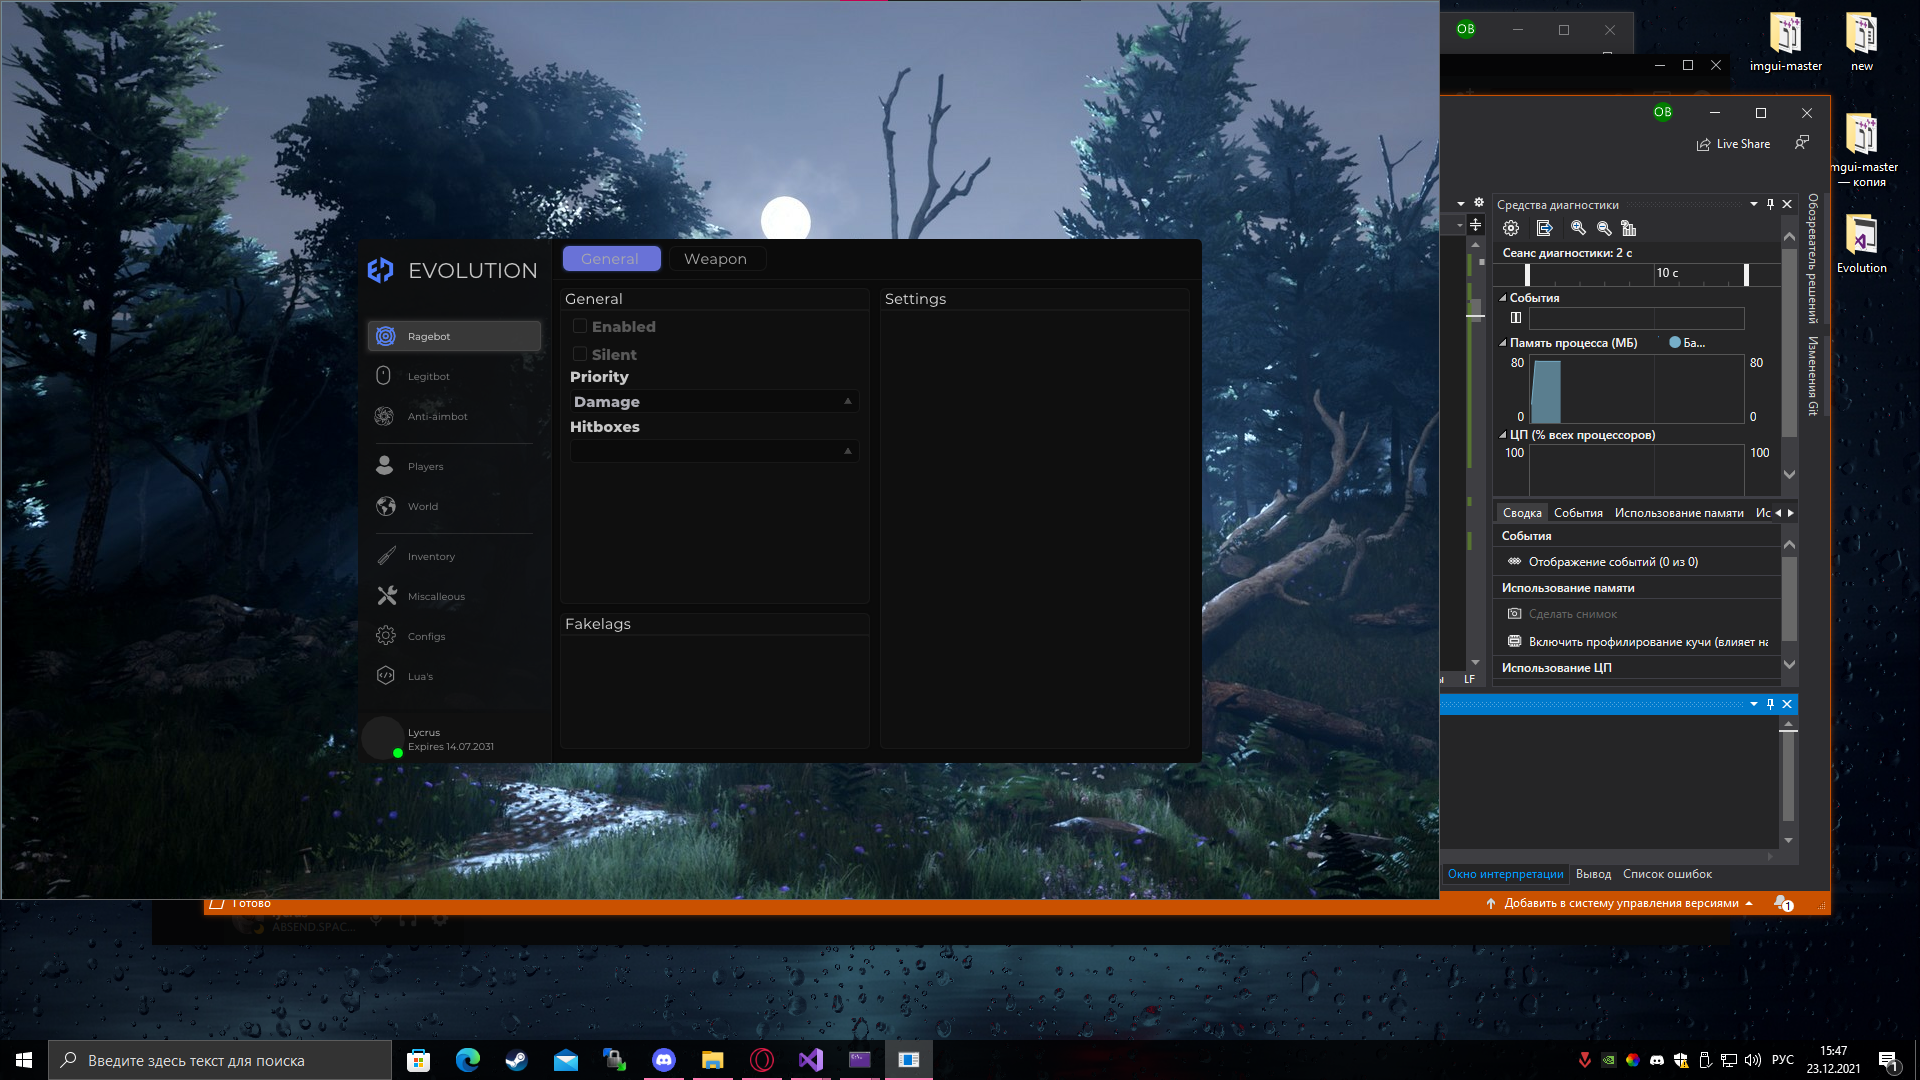 EVOLUTION
General
Weapon
Ragebot
Legitbot
Anti-aimbot
Players
World
Inventory
Miscalleous
Configs
Lua's
Lycrus
Expires 14.07.2031
General
Enabled
Silent
Priority
Damage
Hitboxes
Fakelags
Settings
OB
OB
Live Share
Средства диагностики
Сеанс диагностики: 2 с
10 с
События
Память процесса (МБ)
Ба...
80
80
0
0
ЦП (% всех процессоров)
100
100
Сводка
События
Использование памяти
Ис
События
Отображение событий (0 из 0)
Использование памяти
Сделать снимок
Включить профилирование кучи (влияет на
Использование ЦП
LF
Обозреватель решений
Изменения Git
Окно интерпретации
Вывод
Список ошибок
Готово
Добавить в систему управления версиями
1
ABSEND.SPAC...
imgui-master
new
mgui-master
— копия
Evolution
Введите здесь текст для поиска
РУС
15:47
23.12.2021
1